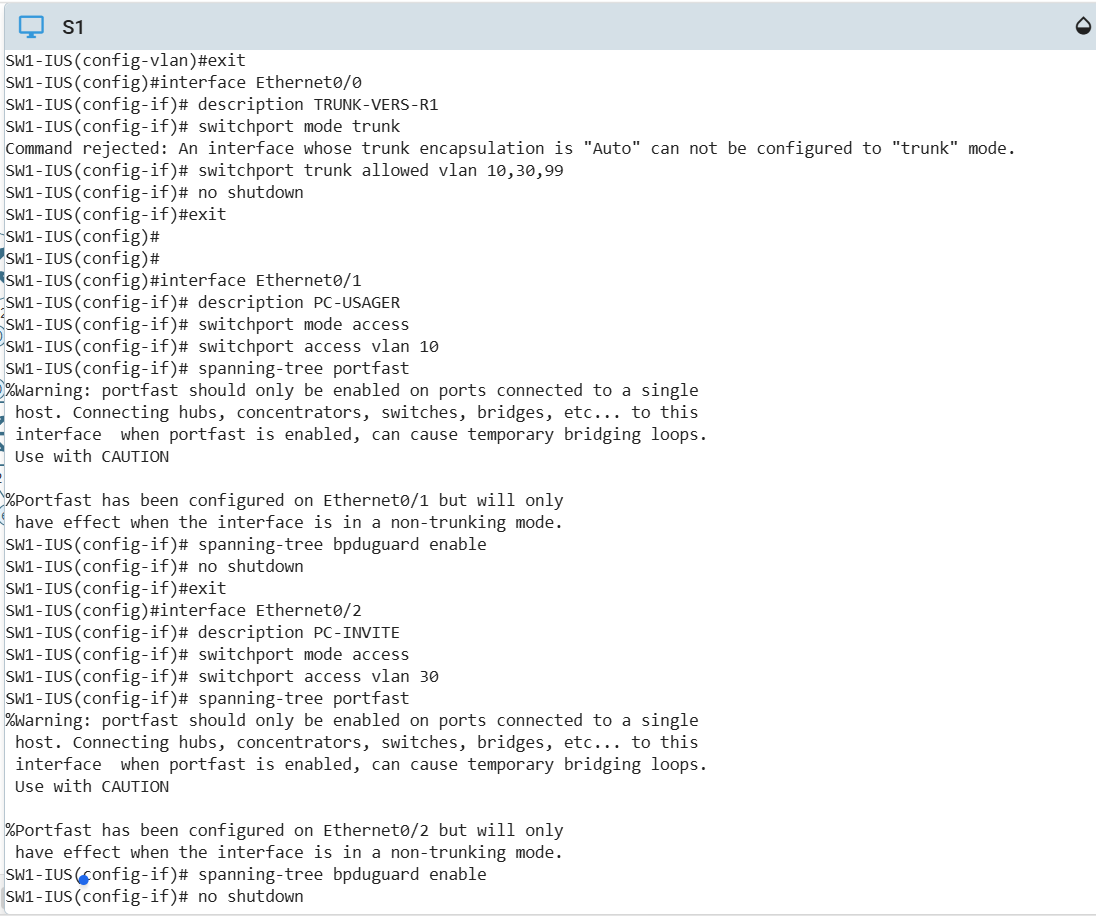 S1
SW1-IUS(config-vlan)#exit
SW1-IUS(config)#interface Ethernet0/0
SW1-IUS(config-if)# description TRUNK-VERS-R1
SW1-IUS(config-if)# switchport mode trunk
Command rejected: An interface whose trunk encapsulation is "Auto" can not be configured to "trunk" mode.
SW1-IUS(config-if)# switchport trunk allowed vlan 10,30,99
SW1-IUS(config-if)# no shutdown
SW1-IUS(config-if)#exit
SW1-IUS(config)#
SW1-IUS(config)#
SW1-IUS(config)#interface Ethernet0/1
SW1-IUS(config-if)# description PC-USAGER
SW1-IUS(config-if)# switchport mode access
SW1-IUS(config-if)# switchport access vlan 10
SW1-IUS(config-if)# spanning-tree portfast
%Warning: portfast should only be enabled on ports connected to a single
host. Connecting hubs, concentrators, switches, bridges, etc... to this
interface  when portfast is enabled, can cause temporary bridging loops.
Use with CAUTION
%Portfast has been configured on Ethernet0/1 but will only
have effect when the interface is in a non-trunking mode.
SW1-IUS(config-if)# spanning-tree bpduguard enable
SW1-IUS(config-if)# no shutdown
SW1-IUS(config-if)#exit
SW1-IUS(config)#interface Ethernet0/2
SW1-IUS(config-if)# description PC-INVITE
SW1-IUS(config-if)# switchport mode access
SW1-IUS(config-if)# switchport access vlan 30
SW1-IUS(config-if)# spanning-tree portfast
%Warning: portfast should only be enabled on ports connected to a single
host. Connecting hubs, concentrators, switches, bridges, etc... to this
interface  when portfast is enabled, can cause temporary bridging loops.
Use with CAUTION
%Portfast has been configured on Ethernet0/2 but will only
have effect when the interface is in a non-trunking mode.
SW1-IUS(config-if)# spanning-tree bpduguard enable
SW1-IUS(config-if)# no shutdown